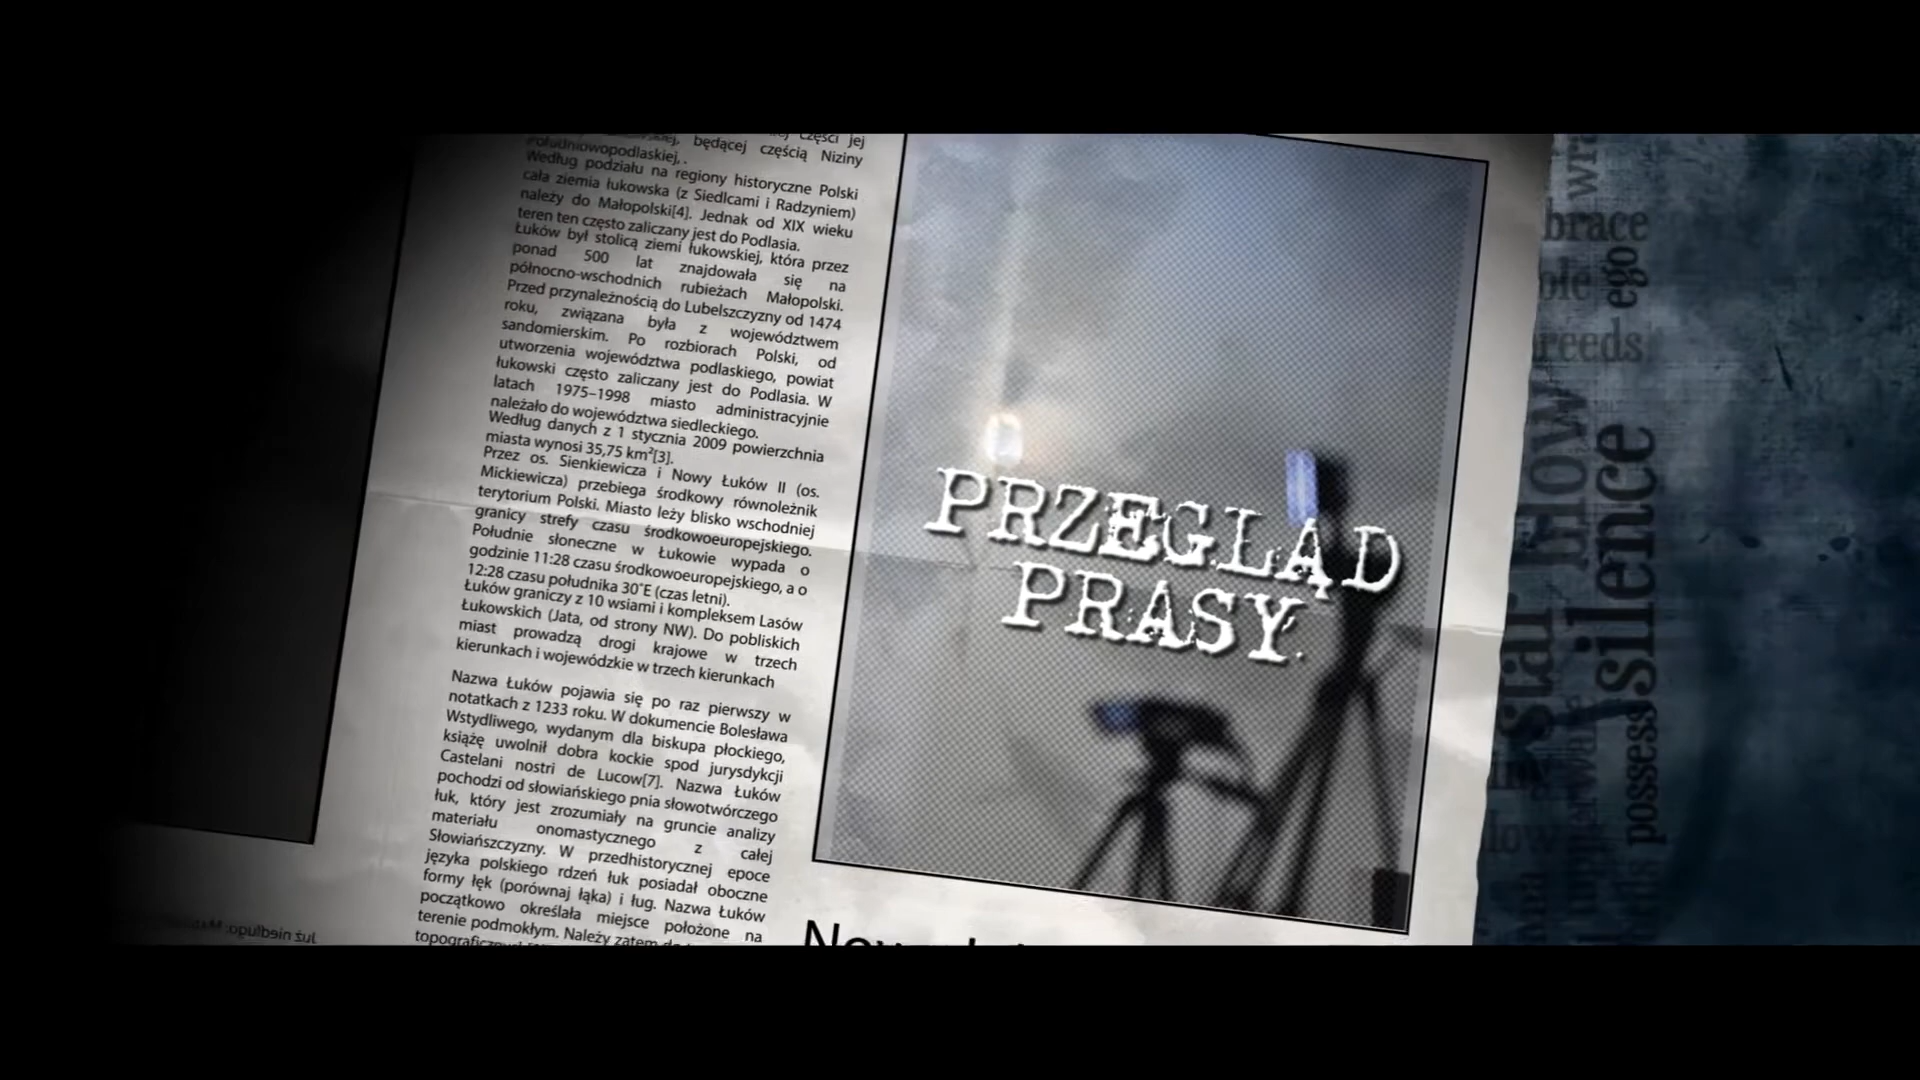 części jej
Południowopodlaskiej, będącej częścią Niziny
Według podziału na regiony historyczne Polski
cała ziemia łukowska (z Siedlcami i Radzyniem)
należy do Małopolski[4]. Jednak od XIX wieku
teren ten często zaliczany jest do Podlasia.
Łuków był stolicą ziemi łukowskiej, która przez
ponad 500 lat znajdowała się na
północno-wschodnich rubieżach Małopolski.
Przed przynależnością do Lubelszczyzny od 1474
roku, związana była z województwem
sandomierskim. Po rozbiorach Polski, od
utworzenia województwa podlaskiego, powiat
łukowski często zaliczany jest do Podlasia. W
latach 1975–1998 miasto administracyjnie
należało do województwa siedleckiego.
Według danych z 1 stycznia 2009 powierzchnia
miasta wynosi 35,75 km²[3].
Przez os. Sienkiewicza i Nowy Łuków II (os.
Mickiewicza) przebiega środkowy równoleżnik
terytorium Polski. Miasto leży blisko wschodniej
granicy strefy czasu środkowoeuropejskiego.
Południe słoneczne w Łukowie wypada o
godzinie 11:28 czasu środkowoeuropejskiego, a o
12:28 czasu południka 30°E (czas letni).
Łuków graniczy z 10 wsiami i kompleksem Lasów
Łukowskich (Jata, od strony NW). Do pobliskich
miast prowadzą drogi krajowe w trzech
kierunkach i wojewódzkie w trzech kierunkach
Nazwa Łuków pojawia się po raz pierwszy w
notatkach z 1233 roku. W dokumencie Bolesława
Wstydliwego, wydanym dla biskupa płockiego,
książę uwolnił dobra kockie spod jurysdykcji
Castelani nostri de Lucow[7]. Nazwa Łuków
pochodzi od słowiańskiego pnia słowotwórczego
łuk, który jest zrozumiały na gruncie analizy
materiału onomastycznego z całej
Słowiańszczyzny. W przedhistorycznej epoce
języka polskiego rdzeń łuk posiadał oboczne
formy łęk (porównaj łąka) i ług. Nazwa Łuków
początkowo określała miejsce położone na
terenie podmokłym. Należy zatem
PRZEGLĄD
PRASY
brace
ego
reeds
silence
star
possess